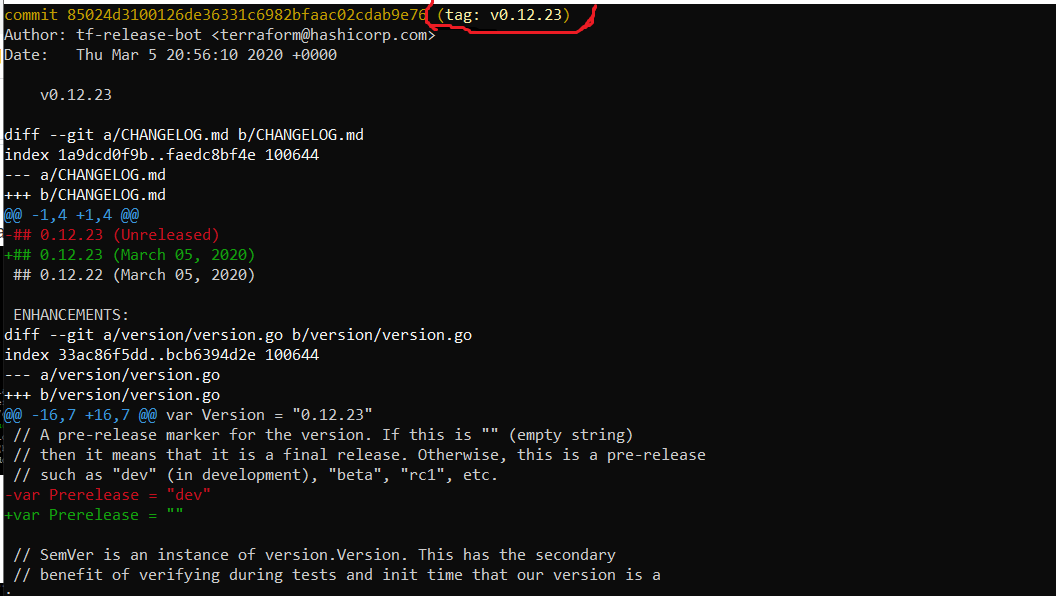 commit 85024d3100126de36331c6982bfaac02cdab9e76 (tag: v0.12.23)
Author: tf-release-bot <terraform@hashicorp.com>
Date:   Thu Mar 5 20:56:10 2020 +0000

    v0.12.23

diff --git a/CHANGELOG.md b/CHANGELOG.md
index 1a9dcd0f9b..faedc8bf4e 100644
--- a/CHANGELOG.md
+++ b/CHANGELOG.md
@@ -1,4 +1,4 @@
-## 0.12.23 (Unreleased)
+## 0.12.23 (March 05, 2020)
 ## 0.12.22 (March 05, 2020)

 ENHANCEMENTS:
diff --git a/version/version.go b/version/version.go
index 33ac86f5dd..bcb6394d2e 100644
--- a/version/version.go
+++ b/version/version.go
@@ -16,7 +16,7 @@ var Version = "0.12.23"
 // A pre-release marker for the version. If this is "" (empty string)
 // then it means that it is a final release. Otherwise, this is a pre-release
 // such as "dev" (in development), "beta", "rc1", etc.
-var Prerelease = "dev"
+var Prerelease = ""

 // SemVer is an instance of version.Version. This has the secondary
 // benefit of verifying during tests and init time that our version is a